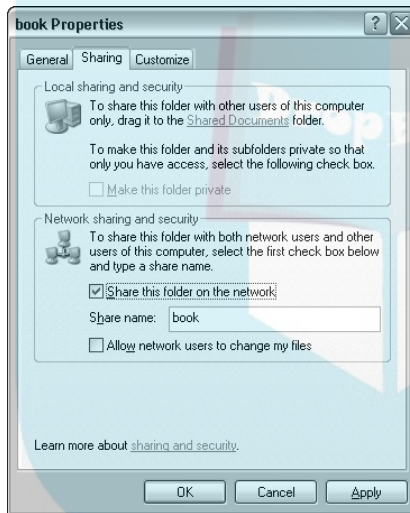 book Properties
General Sharing Customize
Local sharing and security
To share this folder with other users of this computer
only, drag it to the Shared Documents folder.
To make this folder and its subfolders private so that
only you have access, select the following check box.
Make this folder private
Network sharing and security
To share this folder with both network users and other
users of this computer, select the first check box below
and type a share name.
Share this folder on the network
Share name: book
Allow network users to change my files
Learn more about sharing and security.
OK Cancel Apply